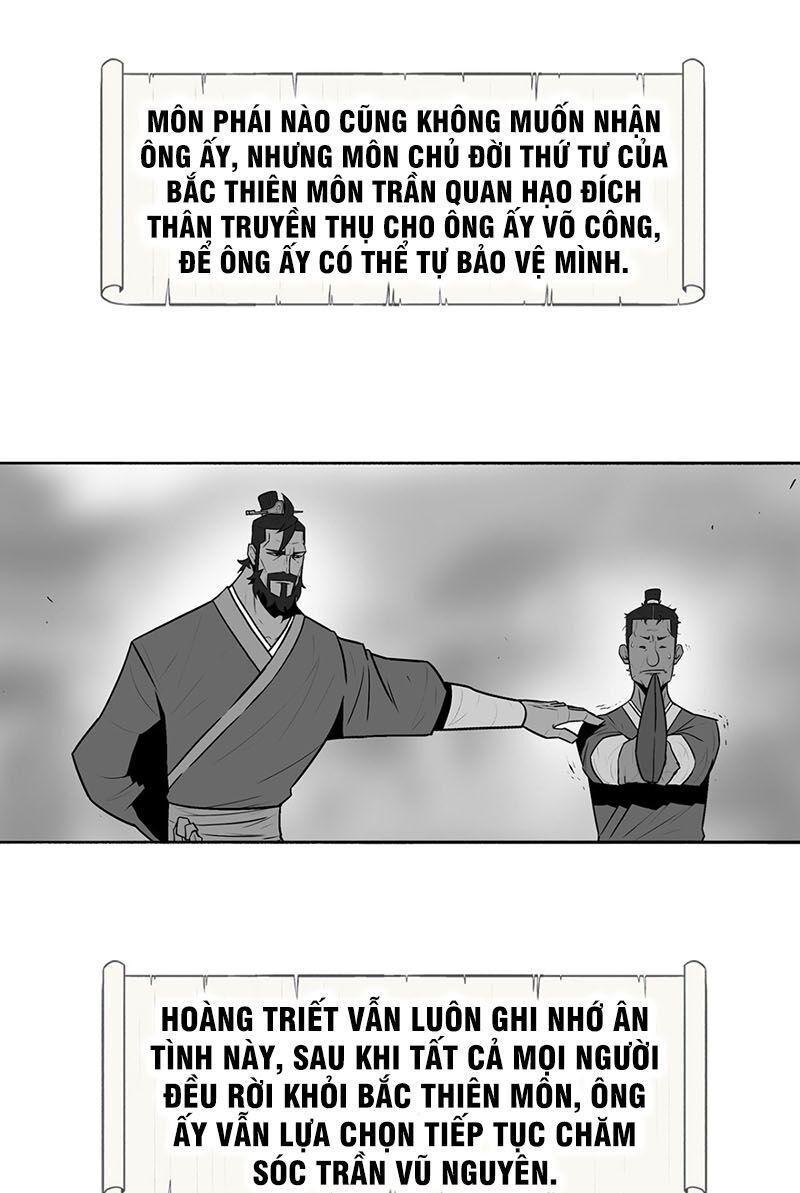 MÔN PHÁI NÀO CŨNG KHÔNG MUỐN NHẬN
ÔNG ẤY, NHƯNG MÔN CHỦ ĐỜI THỨ TƯ CỦA
BẮC THIÊN MÔN TRẦN QUAN HẠO ĐÍCH
THÂN TRUYỀN THỤ CHO ÔNG ẤY VÕ CÔNG,
ĐỂ ÔNG ẤY CÓ THỂ TỰ BẢO VỆ MÌNH.
HOÀNG TRIẾT VẪN LUÔN GHI NHỚ ÂN
TÌNH NÀY, SAU KHI TẤT CẢ MỌI NGƯỜI
ĐỀU RỜI KHỎI BẮC THIÊN MÔN, ÔNG
ẤY VẪN LỰA CHỌN TIẾP TỤC CHĂM
SÓC TRẦN VŨ NGUYÊN.